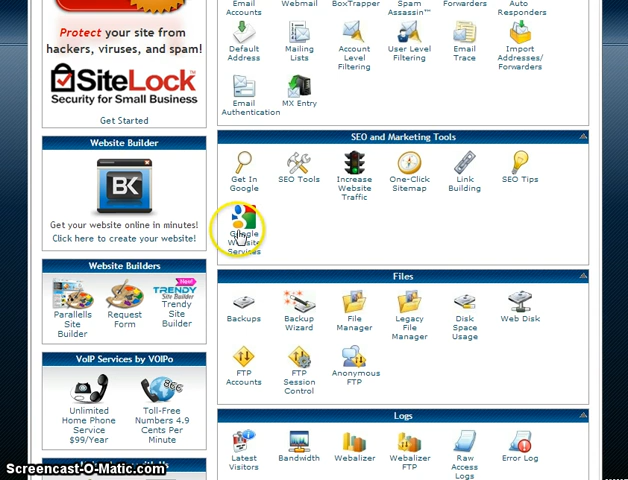 Protect your site from
hackers, viruses, and spam!
SiteLock™
Security for Small Business
Get Started
Website Builder
BK
Get your website online in minutes!
Click here to create your website!
Website Builders
Parallels
Site
Builder
Request
Form
New!
TRENDY
Site Builder
Trendy
Site
Builder
VoIP Services by VOIPo
Unlimited
Home Phone
Service
$99/Year
Toll-Free
Numbers 4.9
Cents Per
Minute
Email
Accounts
Webmail
BoxTrapper
Spam
Assassin™
Forwarders
Auto
Responders
Default
Address
Mailing
Lists
Account
Level
Filtering
User Level
Filtering
Email
Trace
Import
Addresses/
Forwarders
Email
Authentication
MX Entry
SEO and Marketing Tools
Get In
Google
SEO Tools
Increase
Website
Traffic
One-Click
Sitemap
Link
Building
SEO Tips
Google
Website
Services
Files
Backups
Backup
Wizard
File
Manager
Legacy
File
Manager
Disk
Space
Usage
Web Disk
FTP
Accounts
FTP
Session
Control
Anonymous
FTP
Logs
Latest
Visitors
Bandwidth
Webalizer
Webalizer
FTP
Raw
Access
Logs
Error Log
Screencast-O-Matic.com